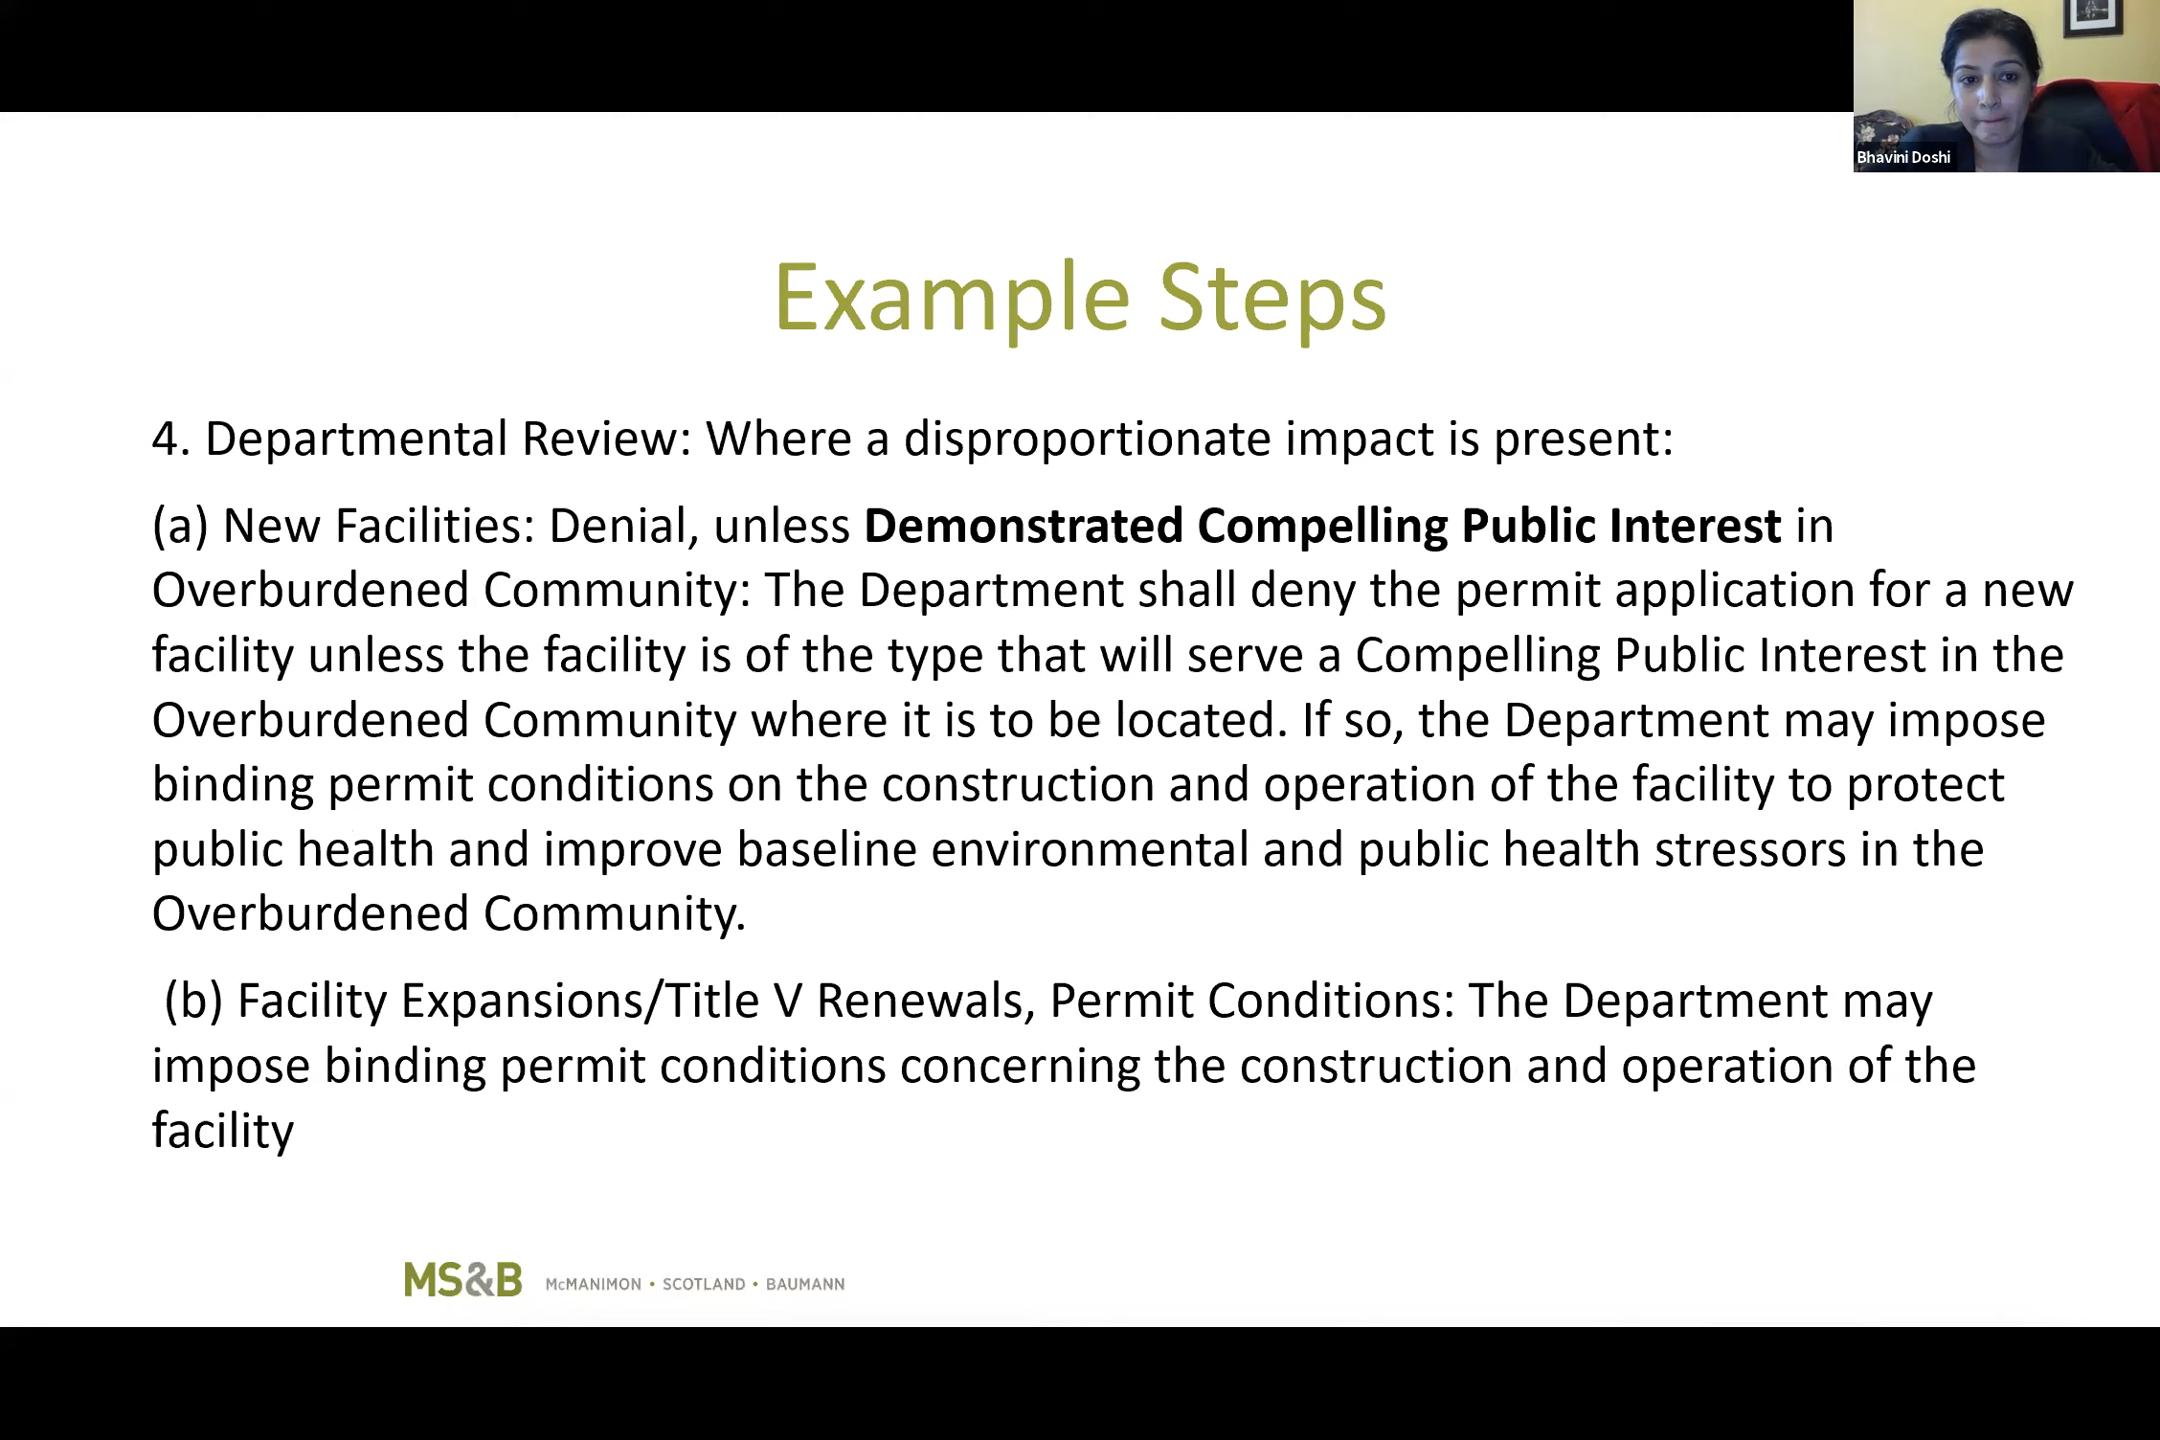 Bhavini Doshi
Example Steps
4. Departmental Review: Where a disproportionate impact is present:
(a) New Facilities: Denial, unless Demonstrated Compelling Public Interest in
Overburdened Community: The Department shall deny the permit application for a new
facility unless the facility is of the type that will serve a Compelling Public Interest in the
Overburdened Community where it is to be located. If so, the Department may impose
binding permit conditions on the construction and operation of the facility to protect
public health and improve baseline environmental and public health stressors in the
Overburdened Community.
(b) Facility Expansions/Title V Renewals, Permit Conditions: The Department may
impose binding permit conditions concerning the construction and operation of the
facility
MS&B McMANIMON • SCOTLAND • BAUMANN